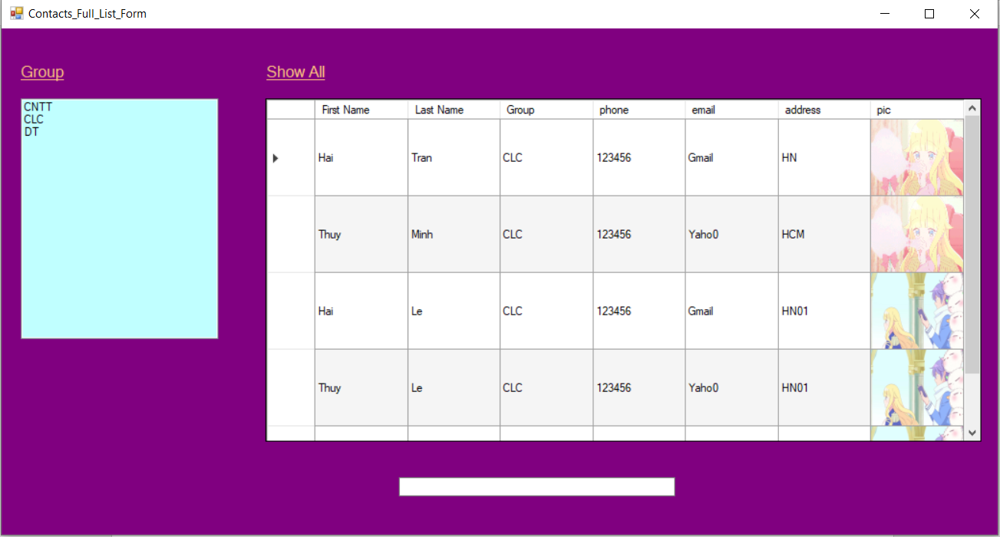 Contacts_Full_List_Form
Group
Show All
CNTT
CLC
DT
First Name Last Name Group phone email address pic
Hai Tran CLC 123456 Gmail HN
Thuy Minh CLC 123456 Yaho0 HCM
Hai Le CLC 123456 Gmail HN01
Thuy Le CLC 123456 Yaho0 HN01